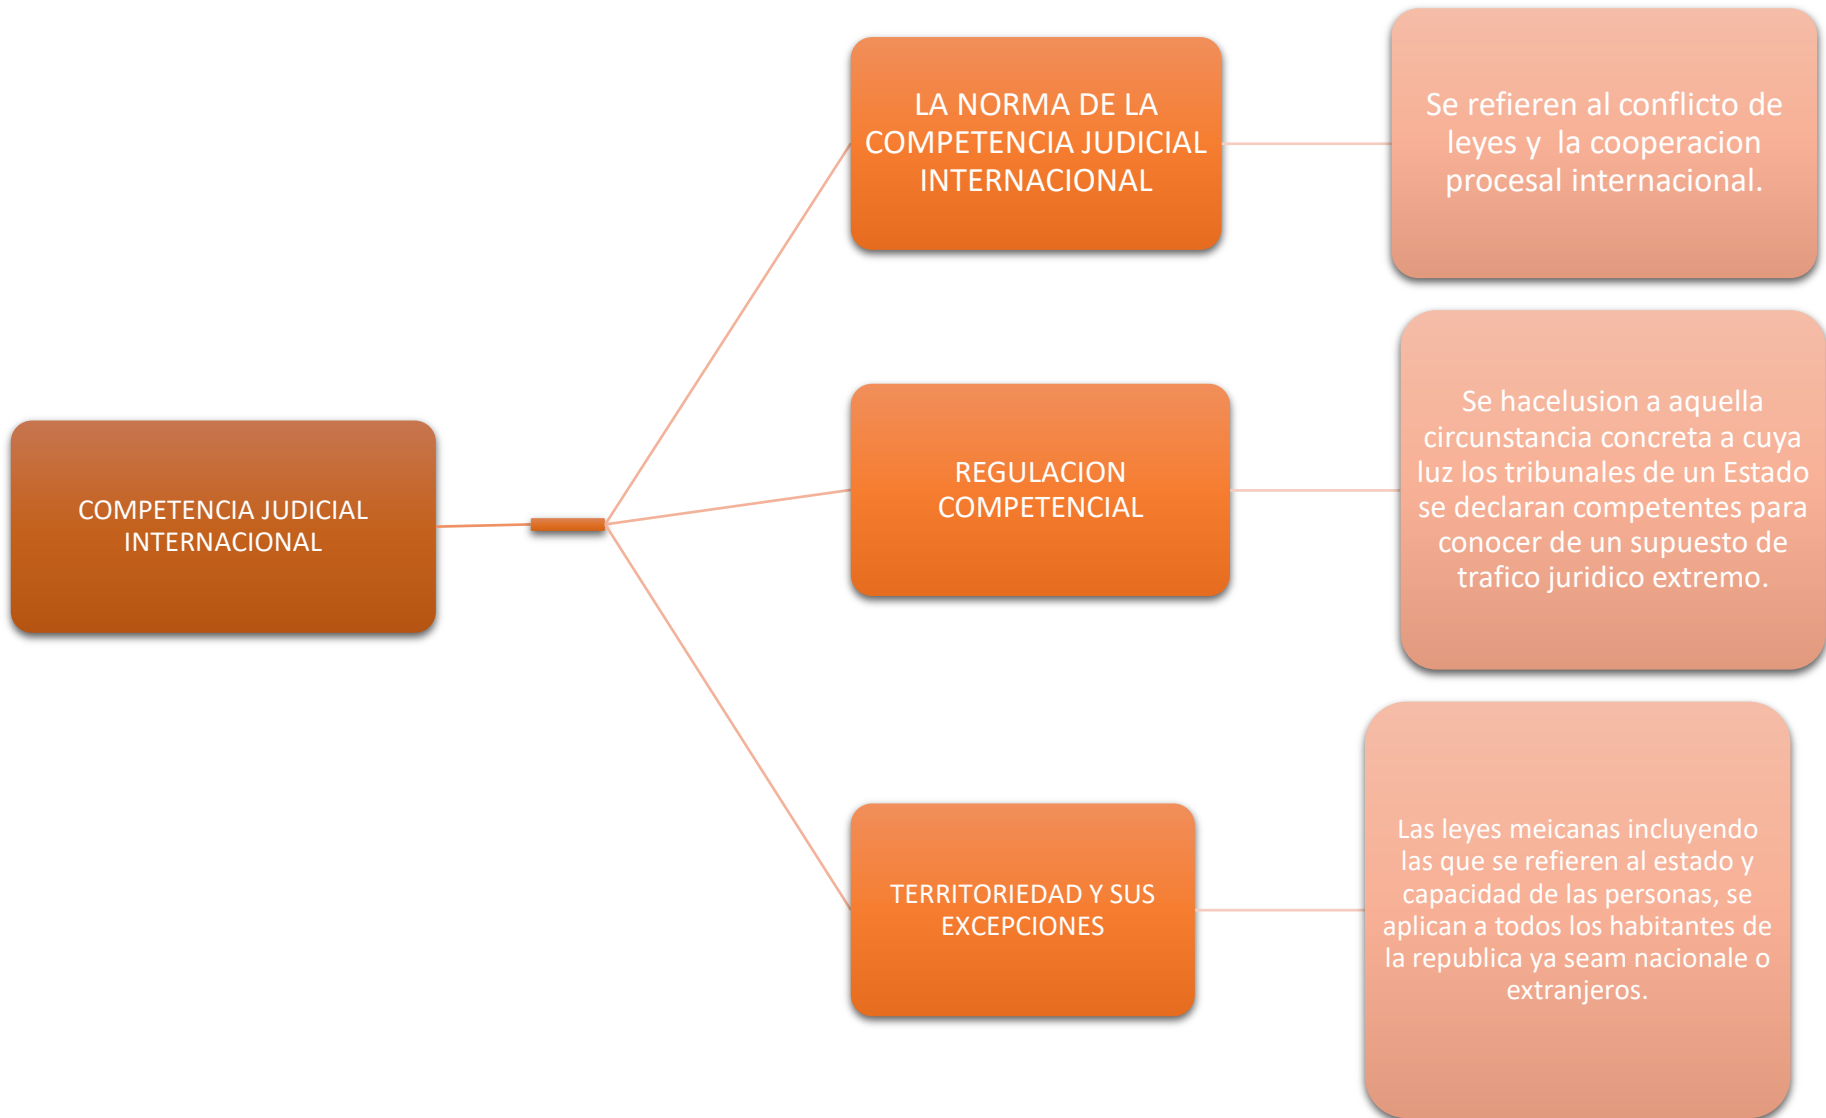 COMPETENCIA JUDICIAL
INTERNACIONAL
LA NORMA DE LA
COMPETENCIA JUDICIAL
INTERNACIONAL
Se refieren al conflicto de
leyes y la cooperacion
procesal internacional.
REGULACION
COMPETENCIAL
Se hacelusion a aquella
circunstancia concreta a cuya
luz los tribunales de un Estado
se declaran competentes para
conocer de un supuesto de
trafico juridico extremo.
TERRITORIEDAD Y SUS
EXCEPCIONES
Las leyes meicanas incluyendo
las que se refieren al estado y
capacidad de las personas, se
aplican a todos los habitantes de
la republica ya seam nacionale o
extranjeros.